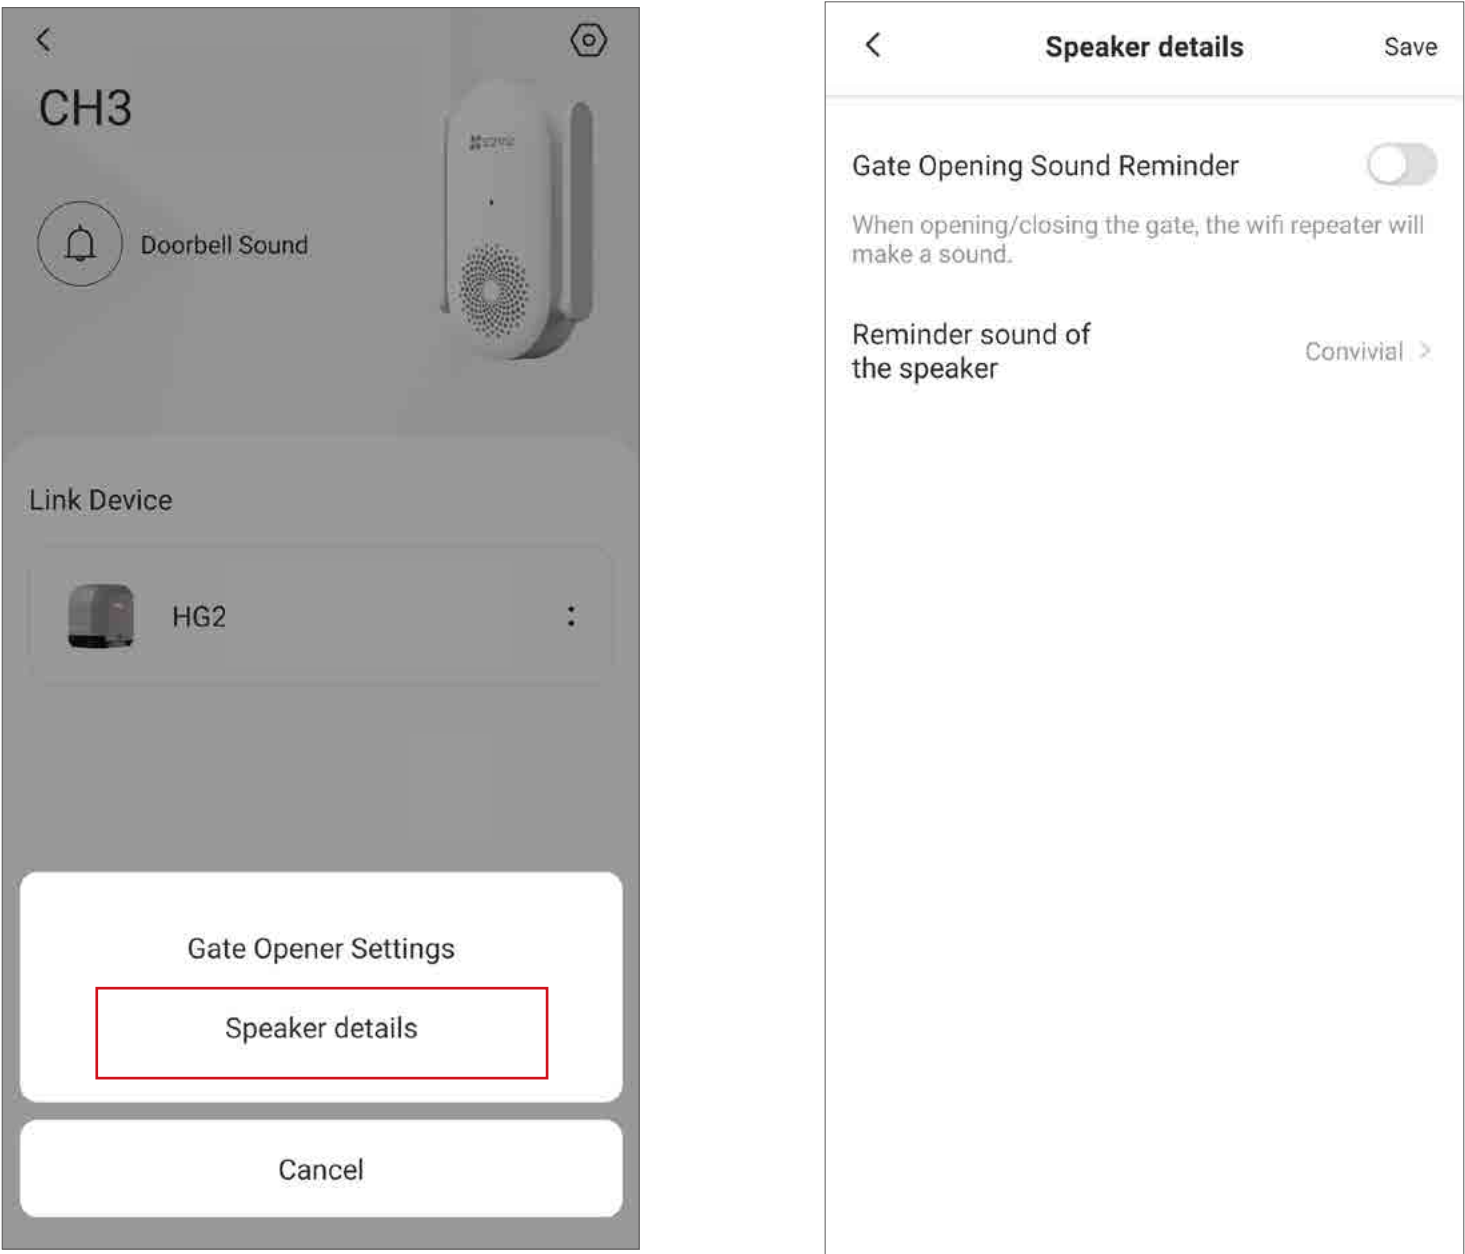 CH3
Doorbell Sound
Link Device
HG2
Gate Opener Settings
Speaker details
Cancel
Speaker details
Save
Gate Opening Sound Reminder
When opening/closing the gate, the wifi repeater will
make a sound.
Reminder sound of
the speaker
Convivial